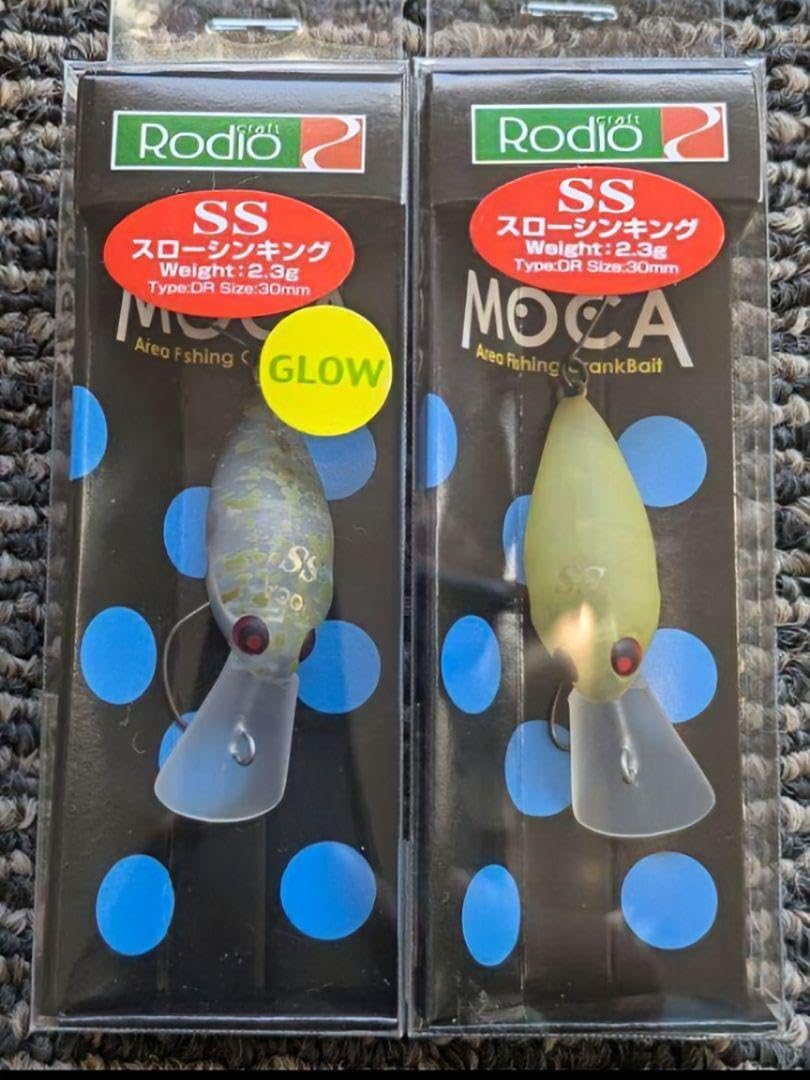 Rodio craft
SS
スローシンキング
Weight:2.3g
Type:DR Size:30mm
MOCA
Area Fishing C
GLOW
SS
Rodio craft
SS
スローシンキング
Weight:2.3g
Type:DR Size:30mm
MOCA
Area Fishing CrankBait
SS